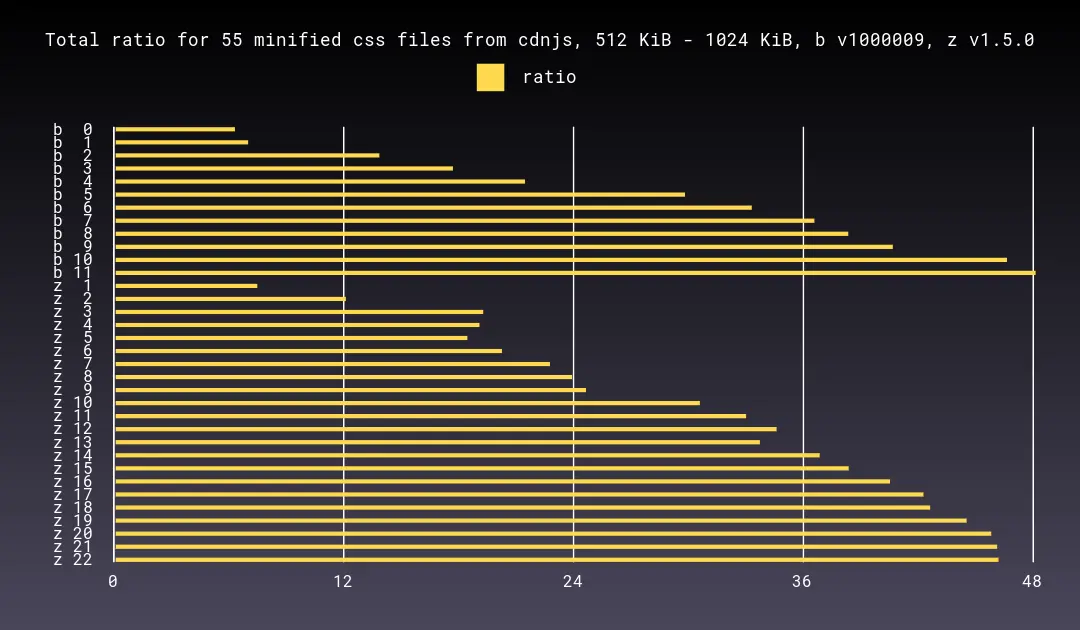 Total ratio for 55 minified css files from cdnjs, 512 KiB - 1024 KiB, b v1000009, z v1.5.0
ratio
b 0
b 1
b 2
b 3
b 4
b 5
b 6
b 7
b 8
b 9
b 10
b 11
z 1
z 2
z 3
z 4
z 5
z 6
z 7
z 8
z 9
z 10
z 11
z 12
z 13
z 14
z 15
z 16
z 17
z 18
z 19
z 20
z 21
z 22
0 12 24 36 48